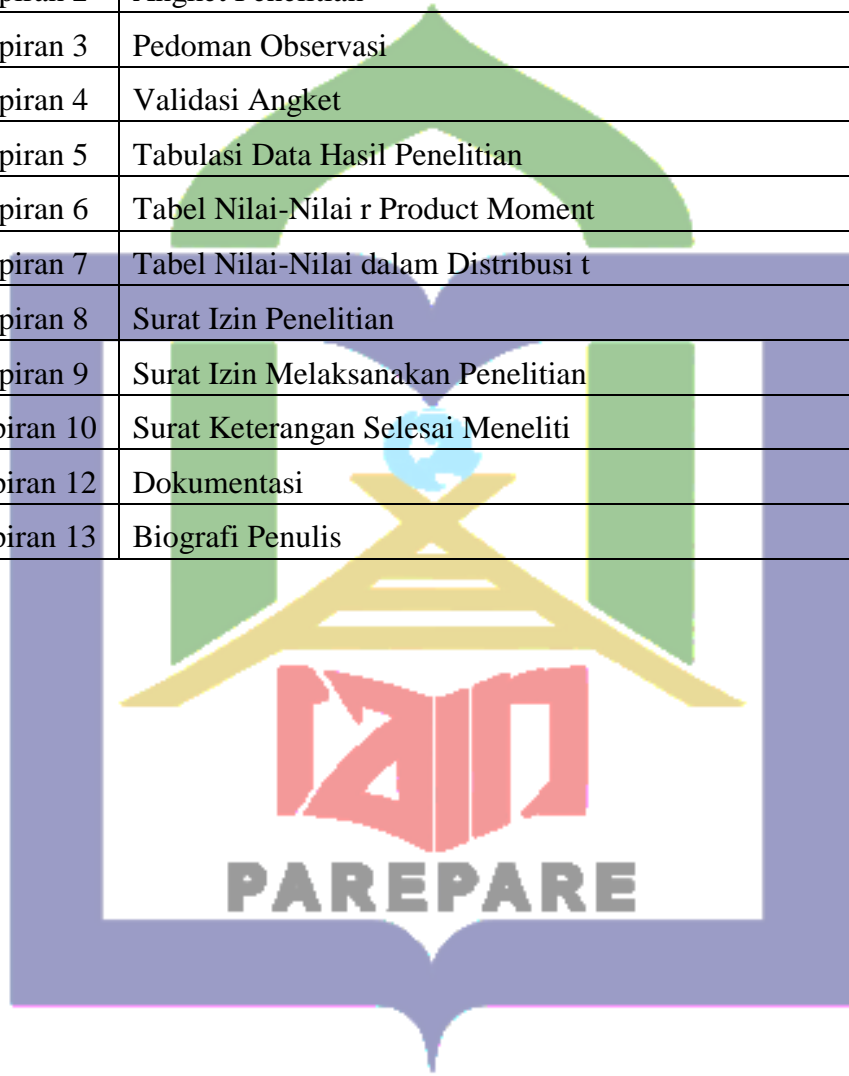 piran 3 Pedoman Observasi
piran 4 Validasi Angket
piran 5 Tabulasi Data Hasil Penelitian
piran 6 Tabel Nilai-Nilai r Product Moment
piran 7 Tabel Nilai-Nilai dalam Distribusi t
piran 8 Surat Izin Penelitian
piran 9 Surat Izin Melaksanakan Penelitian
piran 10 Surat Keterangan Selesai Meneliti
piran 12 Dokumentasi
piran 13 Biografi Penulis
iain
PAREPARE